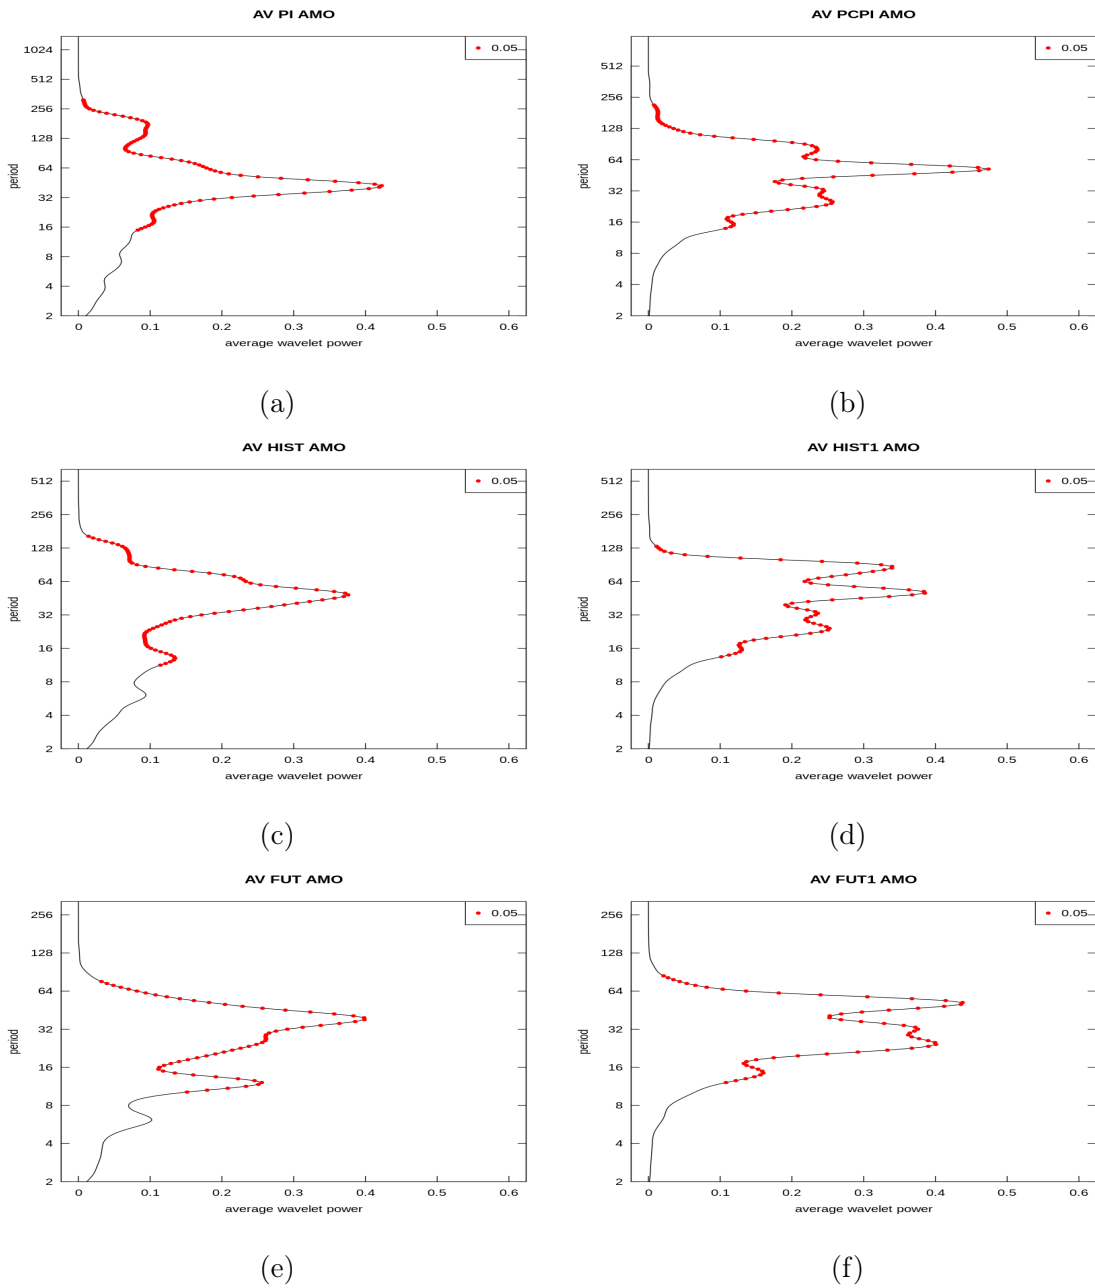 AV PI AMO
0.05
1024
512
256
128
64
32
16
8
4
2
period
0 0.1 0.2 0.3 0.4 0.5 0.6
average wavelet power
(a)
AV PCPI AMO
0.05
512
256
128
64
32
16
8
4
2
period
0 0.1 0.2 0.3 0.4 0.5 0.6
average wavelet power
(b)
AV HIST AMO
0.05
512
256
128
64
32
16
8
4
2
period
0 0.1 0.2 0.3 0.4 0.5 0.6
average wavelet power
(c)
AV HIST1 AMO
0.05
512
256
128
64
32
16
8
4
2
period
0 0.1 0.2 0.3 0.4 0.5 0.6
average wavelet power
(d)
AV FUT AMO
0.05
256
128
64
32
16
8
4
2
period
0 0.1 0.2 0.3 0.4 0.5 0.6
average wavelet power
(e)
AV FUT1 AMO
0.05
256
128
64
32
16
8
4
2
period
0 0.1 0.2 0.3 0.4 0.5 0.6
average wavelet power
(f)